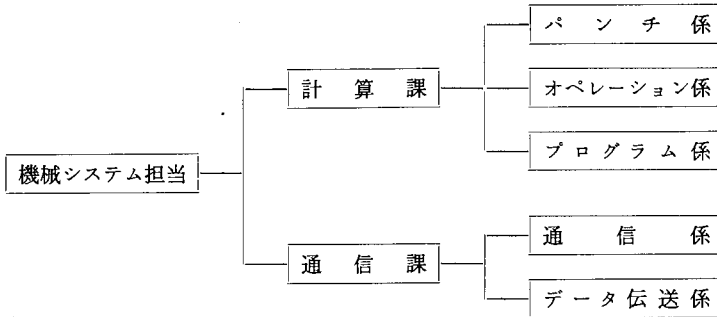 機械システム担当
計算課
パンチ係
オペレーション係
プログラム係
通信課
通信係
データ伝送係